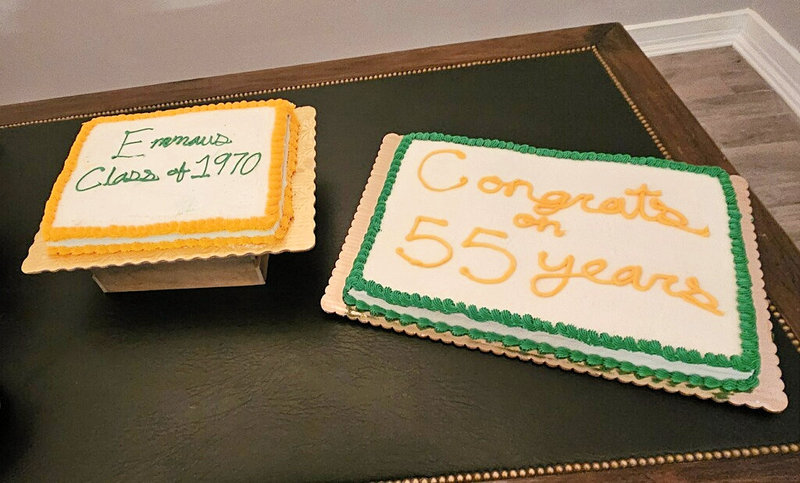 Emmaus
Class of 1970
Congrats
on
55 years